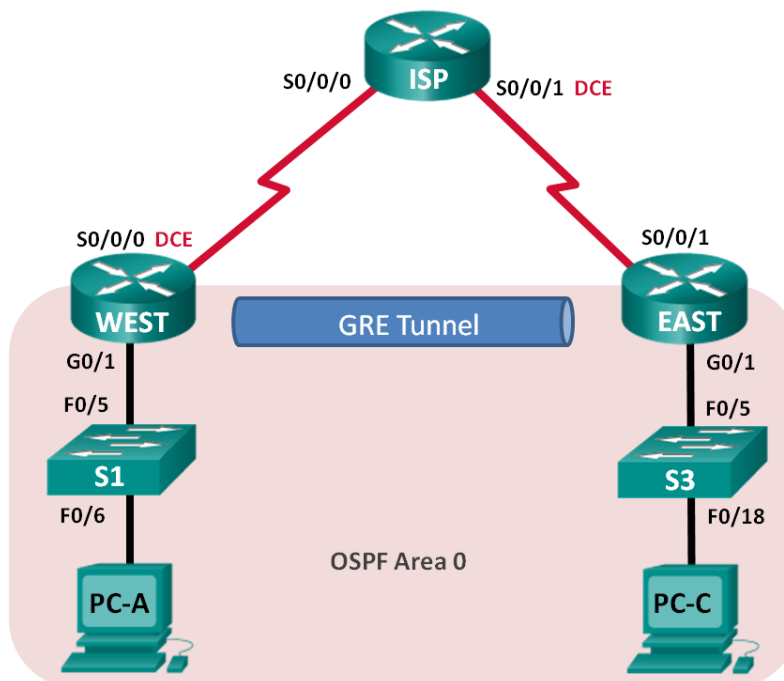 ISP
S0/0/0
S0/0/1 DCE
S0/0/0 DCE
S0/0/1
WEST
GRE Tunnel
EAST
G0/1
G0/1
F0/5
F0/5
S1
S3
F0/6
F0/18
OSPF Area 0
PC-A
PC-C